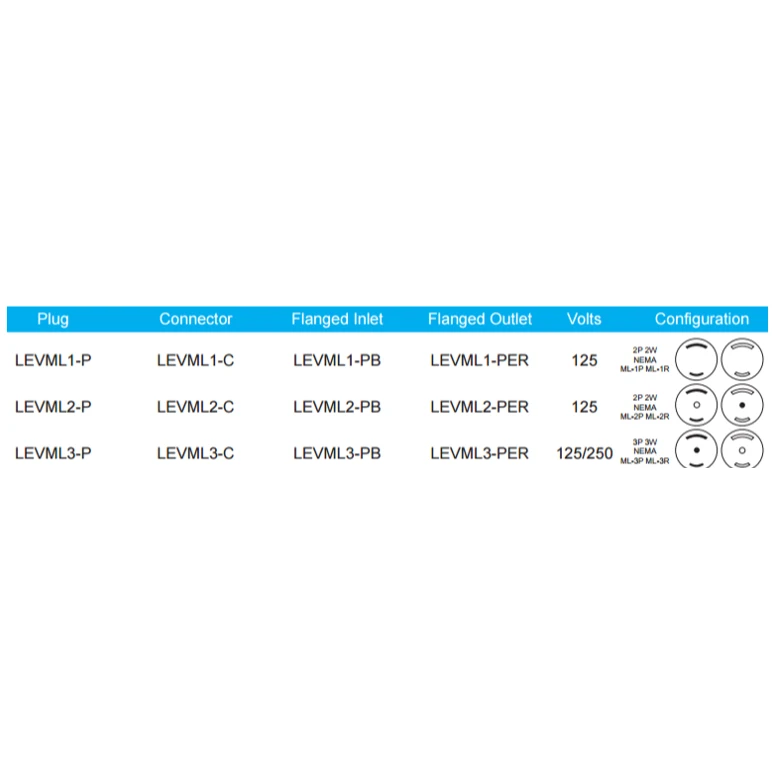 Plug Connector Flanged Inlet Flanged Outlet Volts Configuration
LEVML1-P LEVML1-C LEVML1-PB LEVML1-PER 125 2P 2W
NEMA
ML-1P ML-1R
LEVML2-P LEVML2-C LEVML2-PB LEVML2-PER 125 2P 2W
NEMA
ML-2P ML-2R
LEVML3-P LEVML3-C LEVML3-PB LEVML3-PER 125/250 3P 3W
NEMA
ML-3P ML-3R